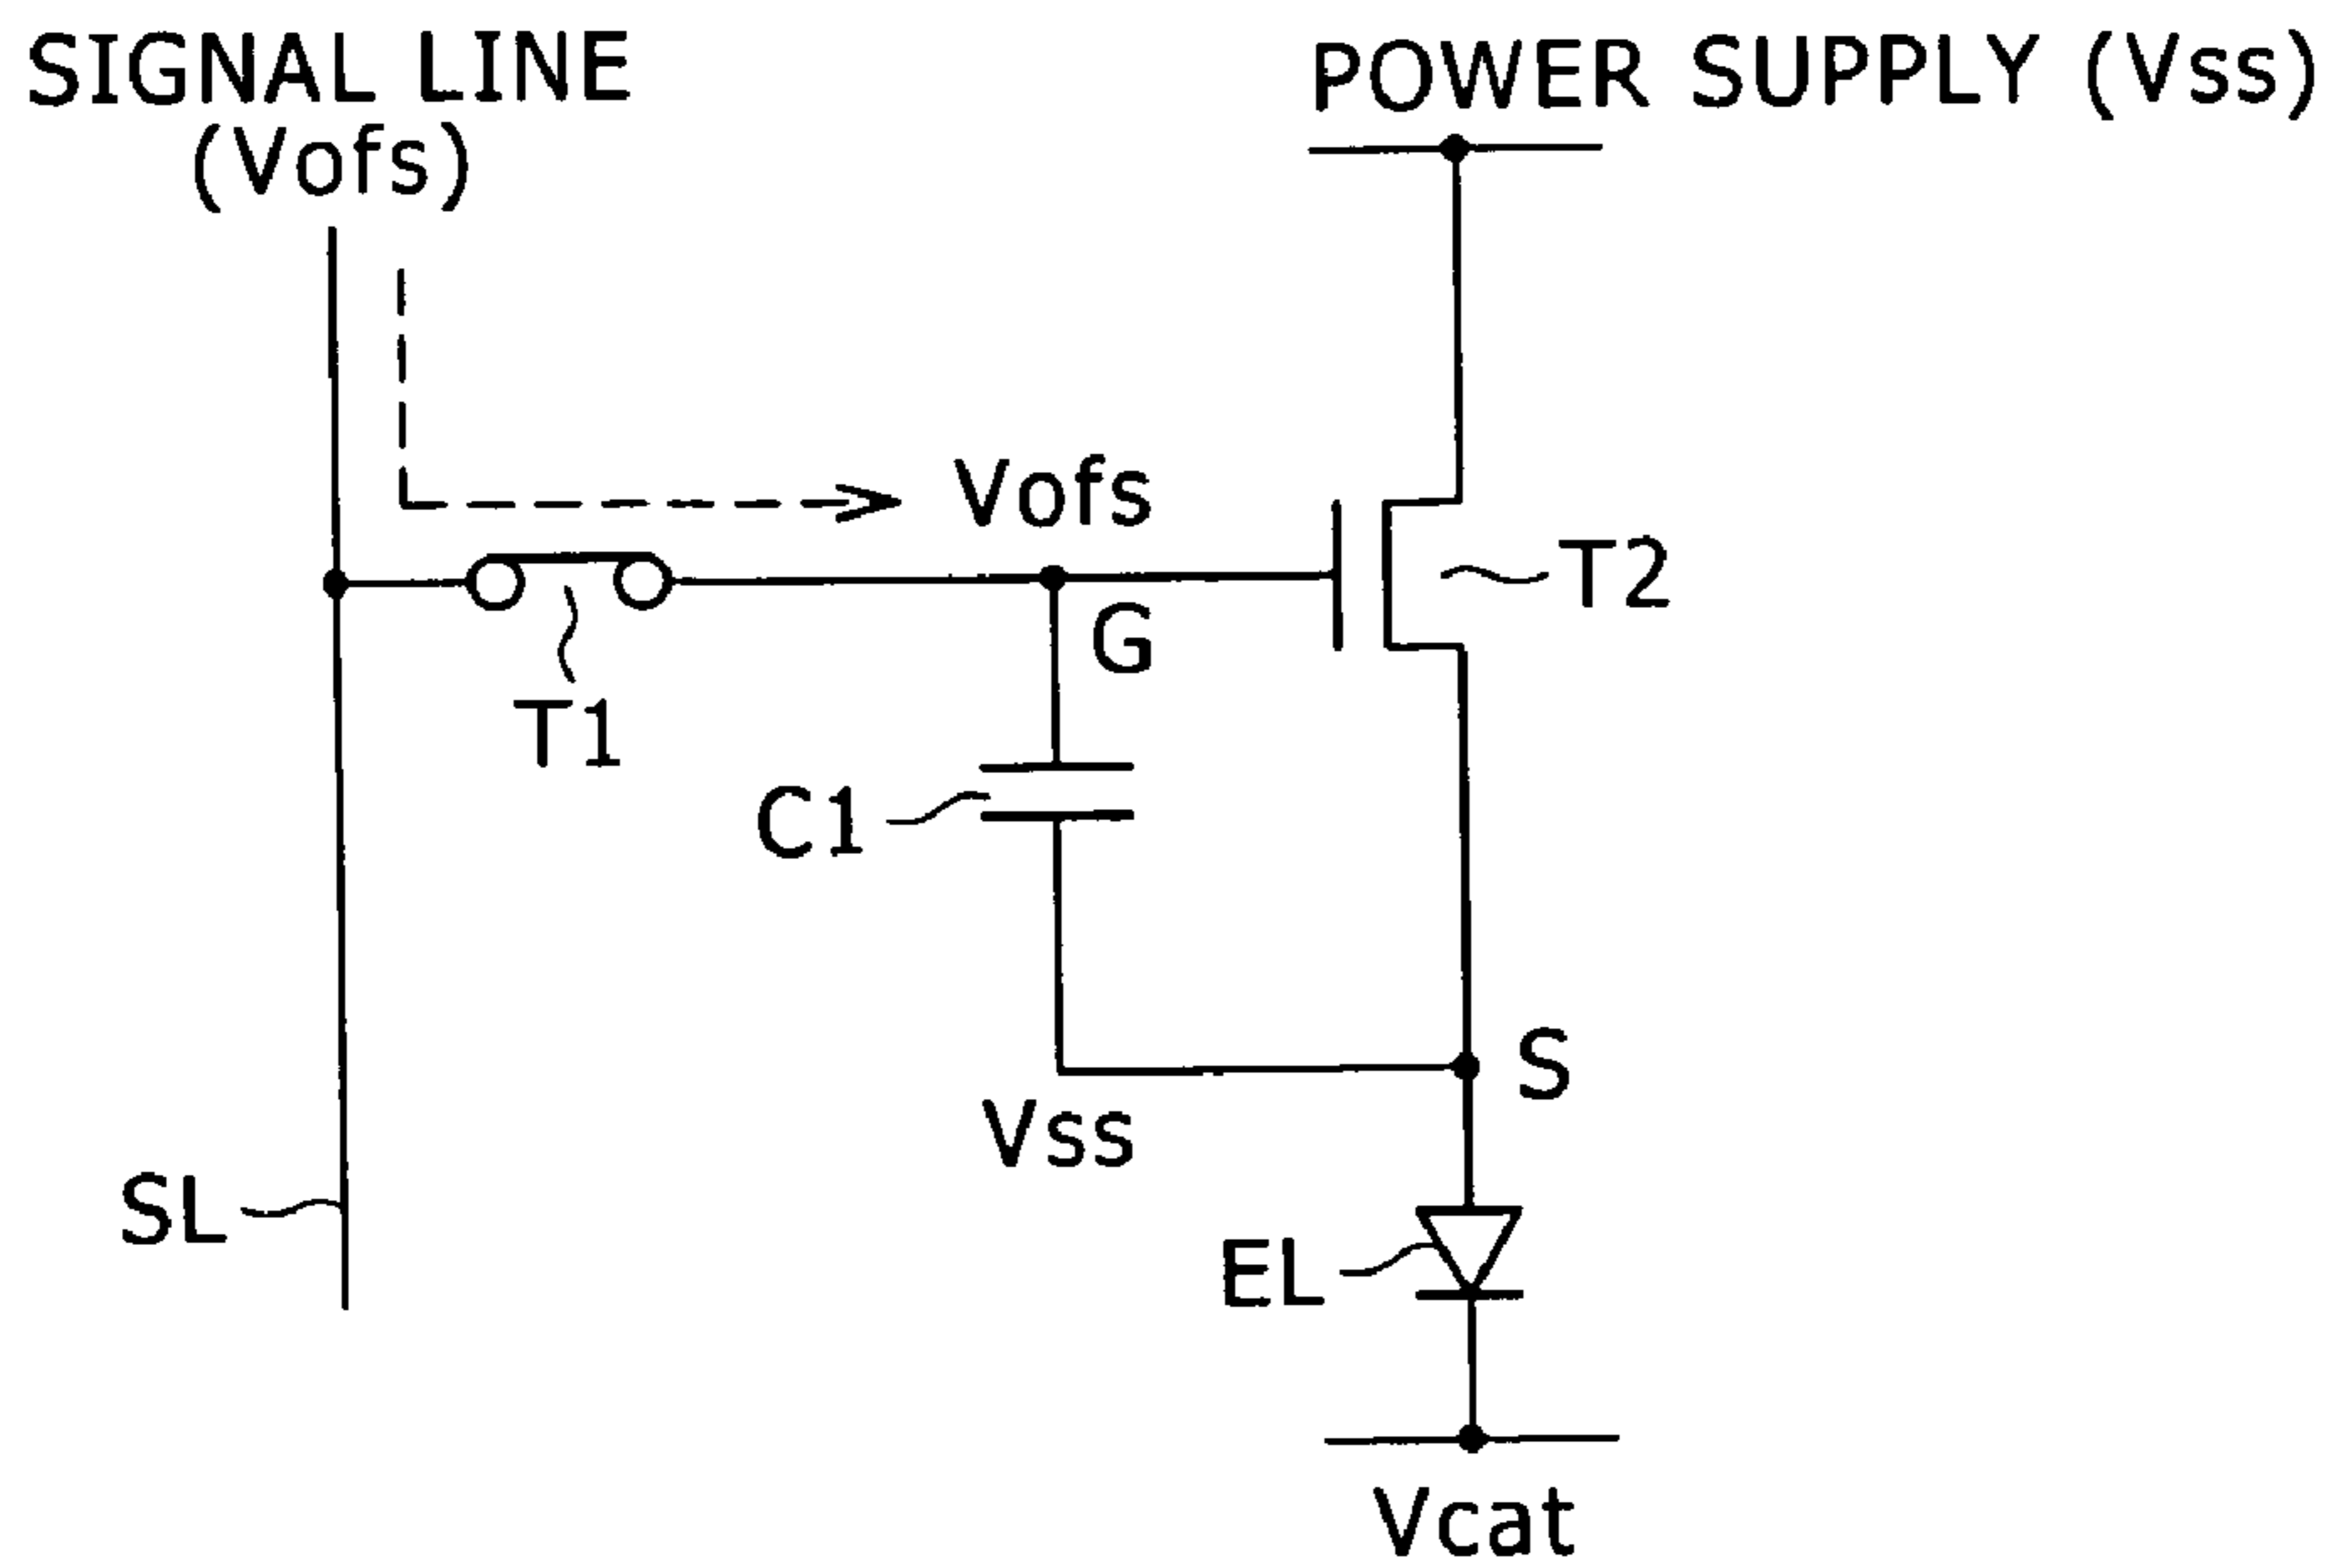 SIGNAL LINE
(Vofs)
POWER SUPPLY (Vss)
Vofs
T2
G
T1
C1
S
Vss
SL
EL
Vcat